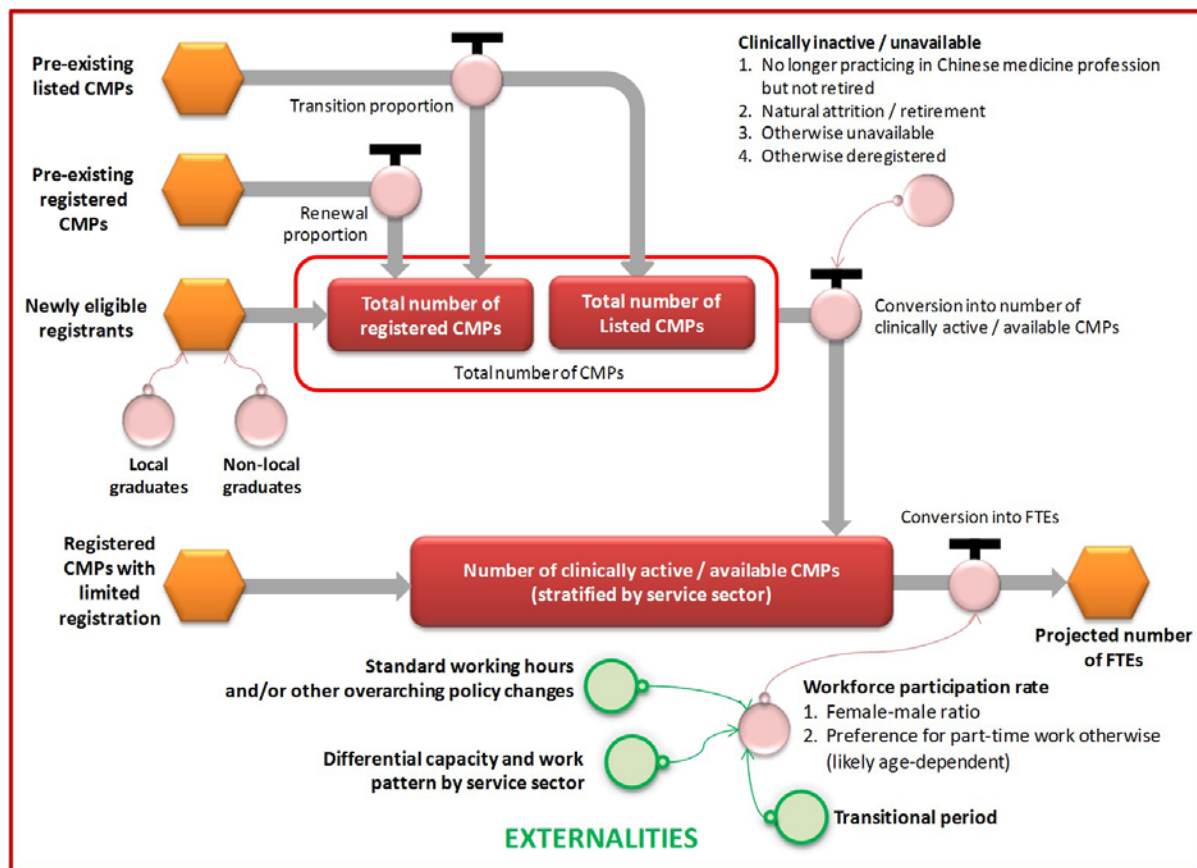 Pre-existing
listed CMPs
Transition proportion
Clinically inactive / unavailable
1. No longer practicing in Chinese medicine profession
but not retired
2. Natural attrition / retirement
3. Otherwise unavailable
4. Otherwise deregistered
Pre-existing
registered
CMPs
Renewal
proportion
Newly eligible
registrants
Total number of
registered CMPs
Total number of
Listed CMPs
Total number of CMPs
Conversion into number of
clinically active / available CMPs
Local
graduates
Non-local
graduates
Registered
CMPs with
limited
registration
Number of clinically active / available CMPs
(stratified by service sector)
Conversion into FTEs
Projected number
of FTEs
Standard working hours
and/or other overarching policy changes
Workforce participation rate
1. Female-male ratio
2. Preference for part-time work otherwise
(likely age-dependent)
Differential capacity and work
pattern by service sector
Transitional period
EXTERNALITIES